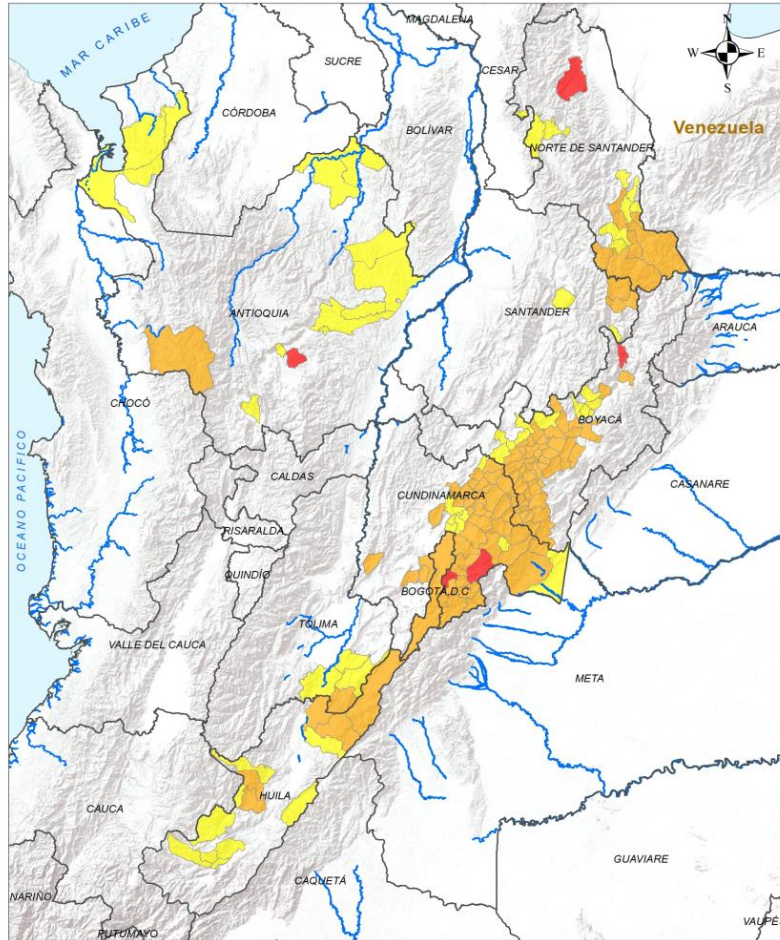 MAGDALENA
MAR CARIBE
SUCRE
CESAR
N
W E
S
CÓRDOBA
BOLÍVAR
Venezuela
NORTE DE SANTANDER
ANTIOQUIA
SANTANDER
ARAUCA
CHOCÓ
BOYACÁ
OCEANO PACIFICO
CALDAS
CUNDINAMARCA
CASANARE
RISARALDA
QUINDÍO
BOGOTÁ, D.C
TOLIMA
VALLE DEL CAUCA
META
HUILA
CAUCA
GUAVIARE
CAQUETÁ
NARIÑO
PUTUMAYO
VAUPÉ